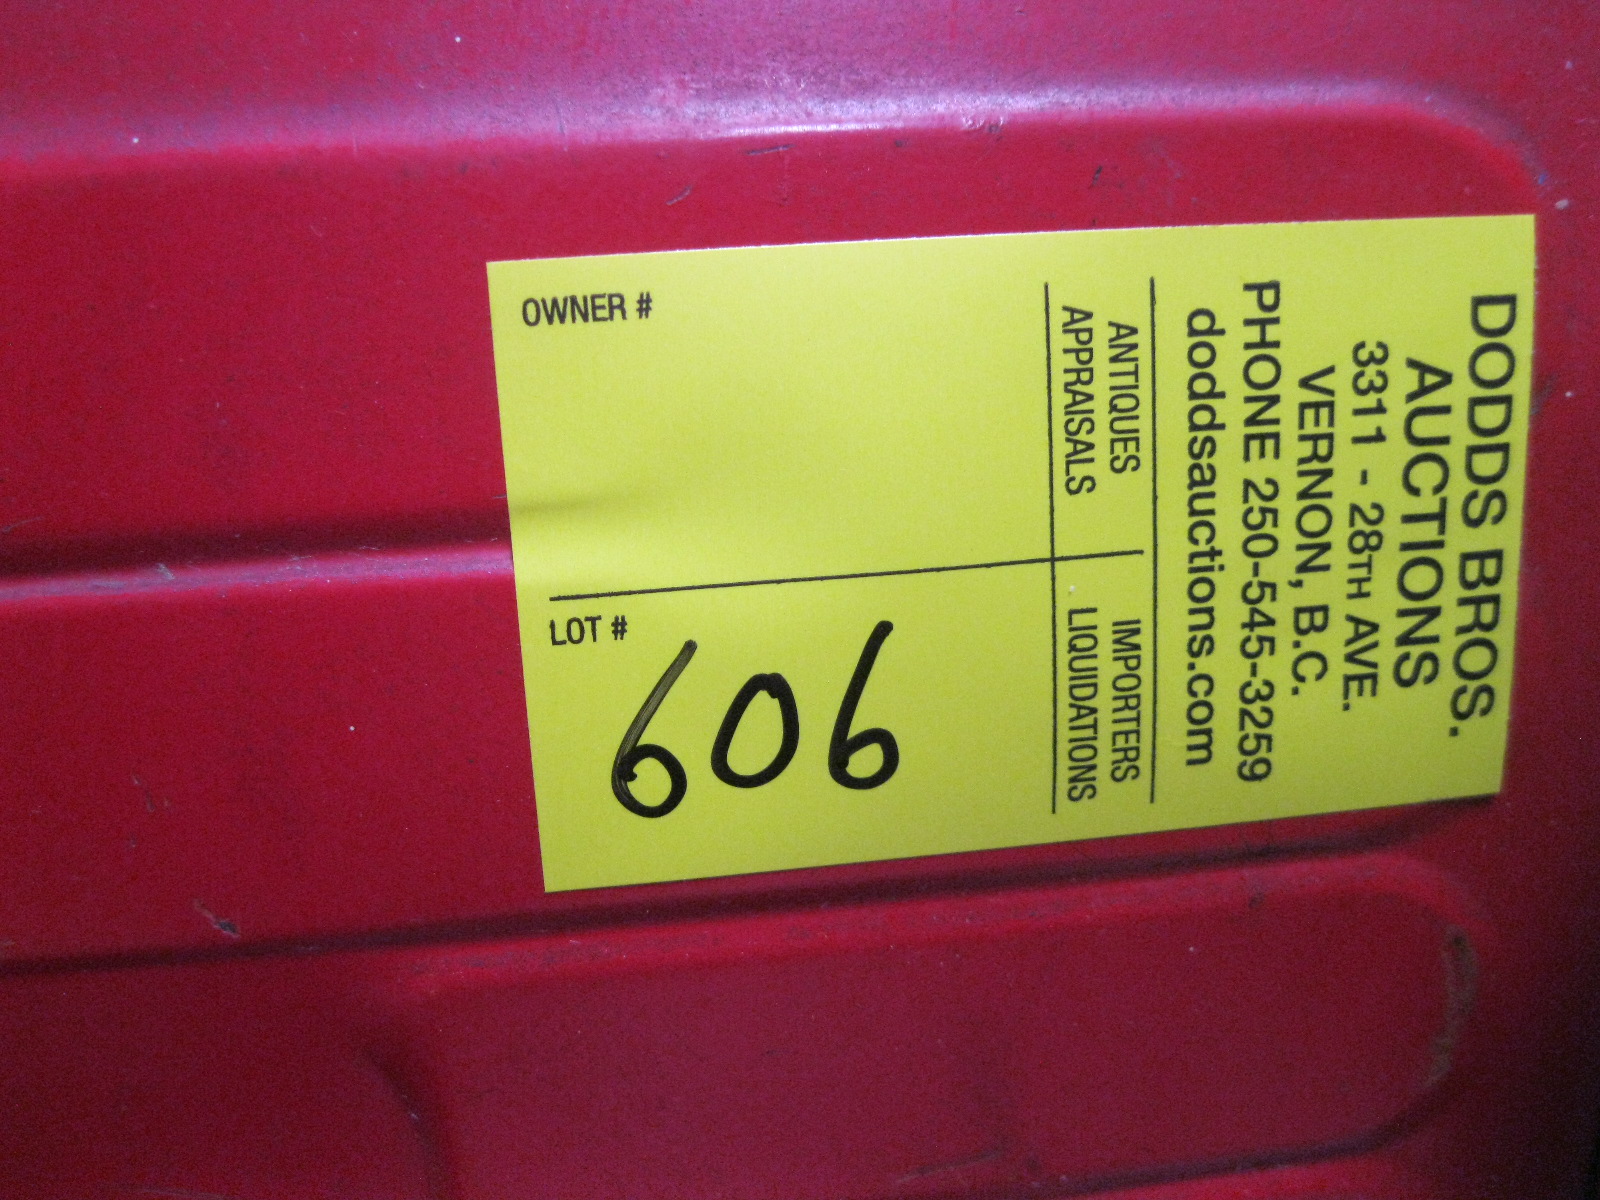 DODDS BROS.
AUCTIONS
3311 - 28TH AVE.
VERNON, B.C.
PHONE 250-545-3259
doddsauctions.com
ANTIQUES IMPORTERS
APPRAISALS LIQUIDATIONS
OWNER #
LOT #
606